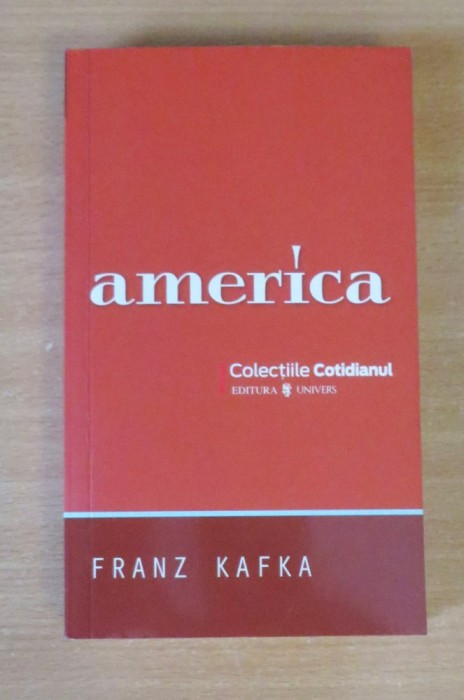 america
Colecțiile Cotidianul
EDITURA UNIVERS
FRANZ KAFKA